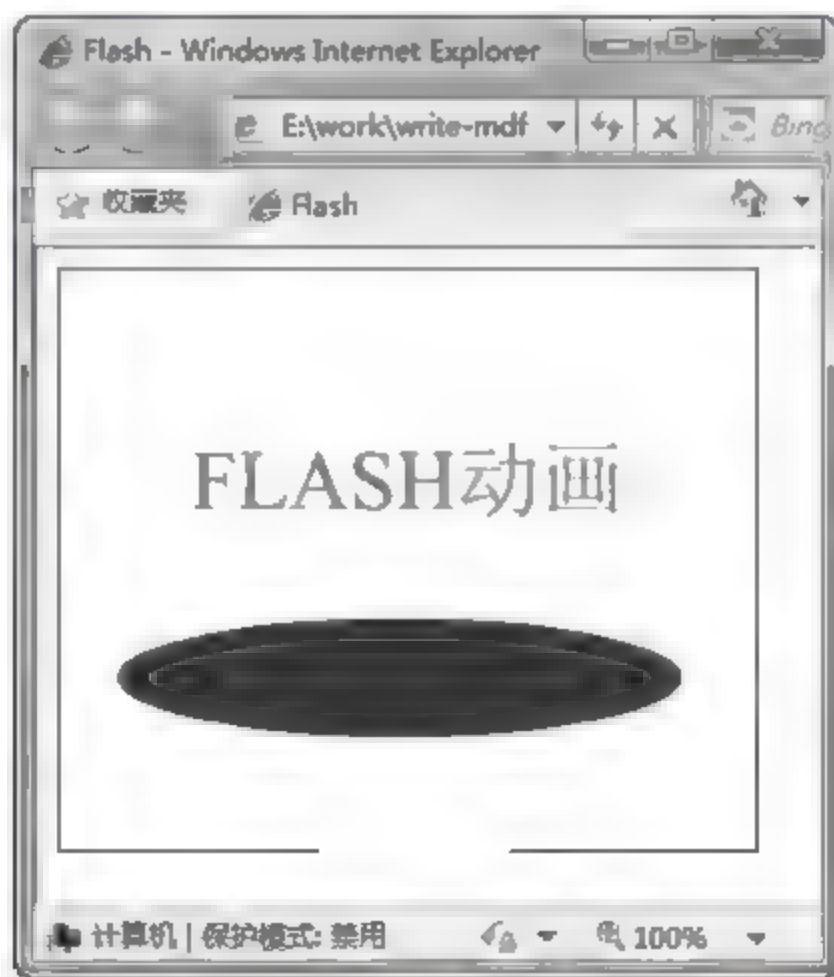 Flash - Windows Internet Explorer
E:\work\write-mdf Bing
收藏夹 Flash
FLASH动画
计算机 | 保护模式: 禁用 100%